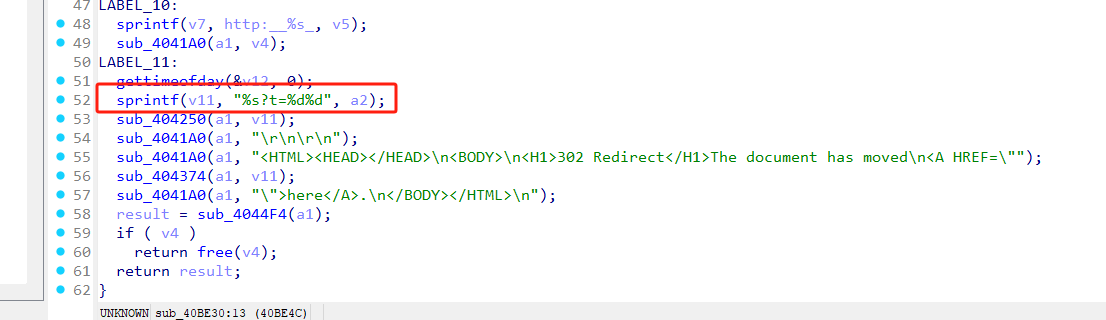 47 LABEL_10:
48 sprintf(v7, http:__%s_, v5);
49 sub_4041A0(a1, v4);
50 LABEL_11:
51 gettimeofday(&v12, 0);
52 sprintf(v11, "%s?t=%d%d", a2);
53 sub_404250(a1, v11);
54 sub_4041A0(a1, "\r\n\r\n");
55 sub_4041A0(a1, "<HTML><HEAD></HEAD>\n<BODY>\n<H1>302 Redirect</H1>The document has moved\n<A HREF=\"");
56 sub_404374(a1, v11);
57 sub_4041A0(a1, "\">here</A>.\n</BODY></HTML>\n");
58 result = sub_4044F4(a1);
59 if ( v4 )
60 return free(v4);
61 return result;
62 }
UNKNOWN sub_40BE30:13 (40BE4C)